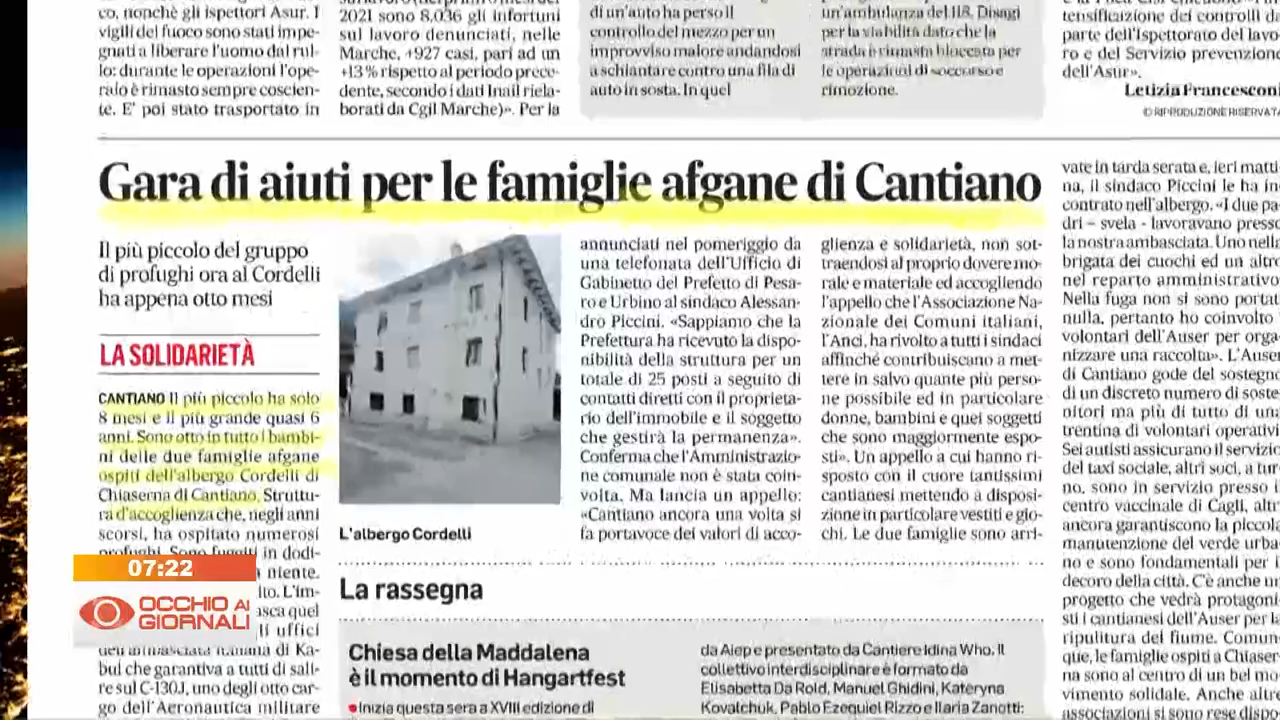 co, nonchè gli ispettori Asur. I
vigili del fuoco sono stati impe-
gnati a liberare l'uomo dal rul-
lo: durante le operazioni l'ope-
raio è rimasto sempre coscien-
te. E' poi stato trasportato in
2021 sono 8.036 gli infortuni
sul lavoro denunciati, nelle
Marche, +927 casi, pari ad un
+13% rispetto al periodo prece-
dente, secondo i dati Inail riela-
borati da Cgil Marche)». Per la
di un'auto ha perso il
controllo del mezzo per un
improvviso malore andandosi
a schiantare contro una fila di
auto in sosta. In quel
un'ambulanza del 118. Disagi
per la viabilità dato che la
strada è rimasta bloccata per
le operazioni di soccorso e
rimozione.
tensificazione dei controlli di
parte dell'Ispettorato del lavo-
ro e del Servizio prevenzione
dell'Asur».
Letizia Francesconi
© RIPRODUZIONE RISERVATA
Gara di aiuti per le famiglie afgane di Cantiano
Il più piccolo del gruppo
di profughi ora al Cordelli
ha appena otto mesi
LA SOLIDARIETÀ
CANTIANO Il più piccolo ha solo
8 mesi e il più grande quasi 6
anni. Sono otto in tutto i bambi-
ni delle due famiglie afgane
ospiti dell'albergo Cordelli di
Chiaserna di Cantiano. Struttu-
ra d'accoglienza che, negli anni
scorsi, ha ospitato numerosi
profughi. Sono fuggiti in dodi-
niente.
ito. L'im-
asca quel
ti uffici
dell'ambasciata italiana di Ka-
bul che garantiva a tutti di sali-
re sul C-130J, uno degli otto car-
go dell'Aeronautica militare
L'albergo Cordelli
annunciati nel pomeriggio da
una telefonata dell'Ufficio di
Gabinetto del Prefetto di Pesa-
ro e Urbino al sindaco Alessan-
dro Piccini. «Sappiamo che la
Prefettura ha ricevuto la dispo-
nibilità della struttura per un
totale di 25 posti a seguito di
contatti diretti con il proprieta-
rio dell'immobile e il soggetto
che gestirà la permanenza».
Conferma che l'Amministrazio-
ne comunale non è stata coin-
volta. Ma lancia un appello:
«Cantiano ancora una volta si
fa portavoce dei valori di acco-
glienza e solidarietà, non sot-
traendosi al proprio dovere mo-
rale e materiale ed accogliendo
l'appello che l'Associazione Na-
zionale dei Comuni italiani,
l'Anci, ha rivolto a tutti i sindaci
affinché contribuiscano a met-
tere in salvo quante più perso-
ne possibile ed in particolare
donne, bambini e quei soggetti
che sono maggiormente espo-
sti». Un appello a cui hanno ri-
sposto con il cuore tantissimi
cantianesi mettendo a disposi-
zione in particolare vestiti e gio-
chi. Le due famiglie sono arri-
vate in tarda serata e, ieri matti-
na, il sindaco Piccini le ha in-
contrato nell'albergo. «I due pa-
dri – svela - lavoravano presso
la nostra ambasciata. Uno nella
brigata dei cuochi ed un altro
nel reparto amministrativo.
Nella fuga non si sono portat
nulla, pertanto ho coinvolto i
volontari dell'Auser per orga-
nizzare una raccolta». L'Auser
di Cantiano gode del sostegno
di un discreto numero di soste-
nitori ma più di tutto di una
trentina di volontari operativi.
Sei autisti assicurano il servizio
del taxi sociale, altri soci, a tur-
no, sono in servizio presso il
centro vaccinale di Cagli, altri
ancora garantiscono la piccola
manutenzione del verde urba-
no e sono fondamentali per i
decoro della città. C'è anche un
progetto che vedrà protagoni-
sti i cantianesi dell'Auser per la
ripulitura dei fiume. Comun-
que, le famiglie ospiti a Chiaser-
na sono al centro di un bel mo-
vimento solidale. Anche altre
associazioni si sono rese dispo-
La rassegna
Chiesa della Maddalena
è il momento di Hangartfest
Inizia questa sera a XVIII edizione di
da Aiep e presentato da Cantiere Idina Who. Il
collettivo interdisciplinare è formato da
Elisabetta Da Rold, Manuel Ghidini, Kateryna
Kovalchuk, Pablo Ezequiel Rizzo e Ilaria Zanotti:
07:22
OCCHIO AI
GIORNALI